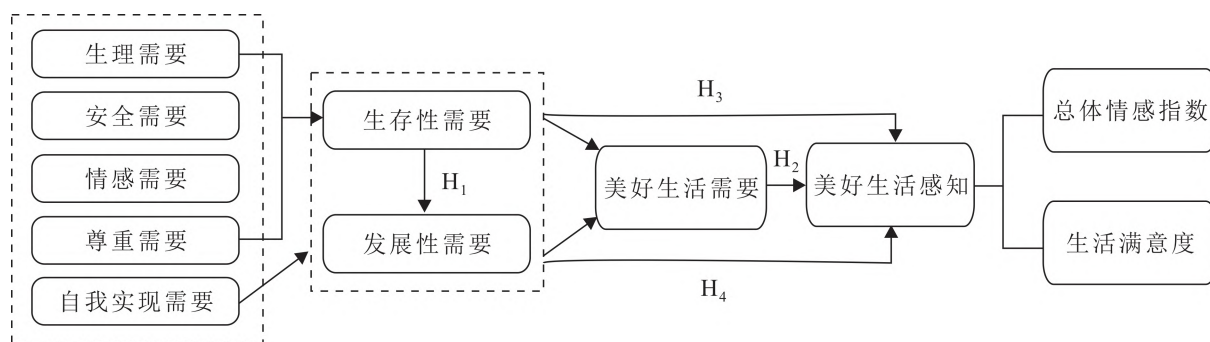 生理需要
安全需要
情感需要
尊重需要
自我实现需要
生存性需要
H1
发展性需要
美好生活需要
H3
H2
H4
美好生活感知
总体情感指数
生活满意度